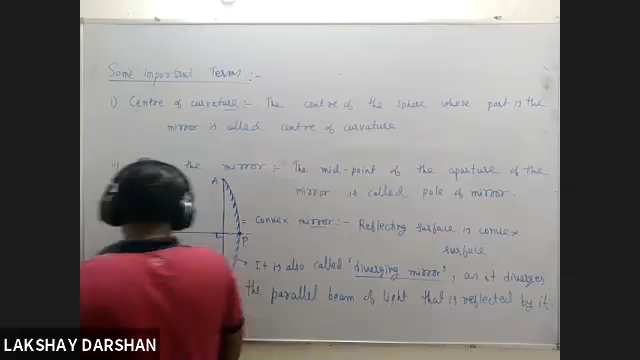 Some important Terms :-
i) Centre of curvature :- The centre of the sphere whose part is the
mirror is called centre of curvature.
the mirror :- The mid-point of the aperture of the
mirror is called pole of mirror.
A
Convex mirror :- Reflecting surface is convex
surface
P
It is also called 'diverging mirror', as it diverges
the parallel beam of light that is reflected by it.
LAKSHAY DARSHAN